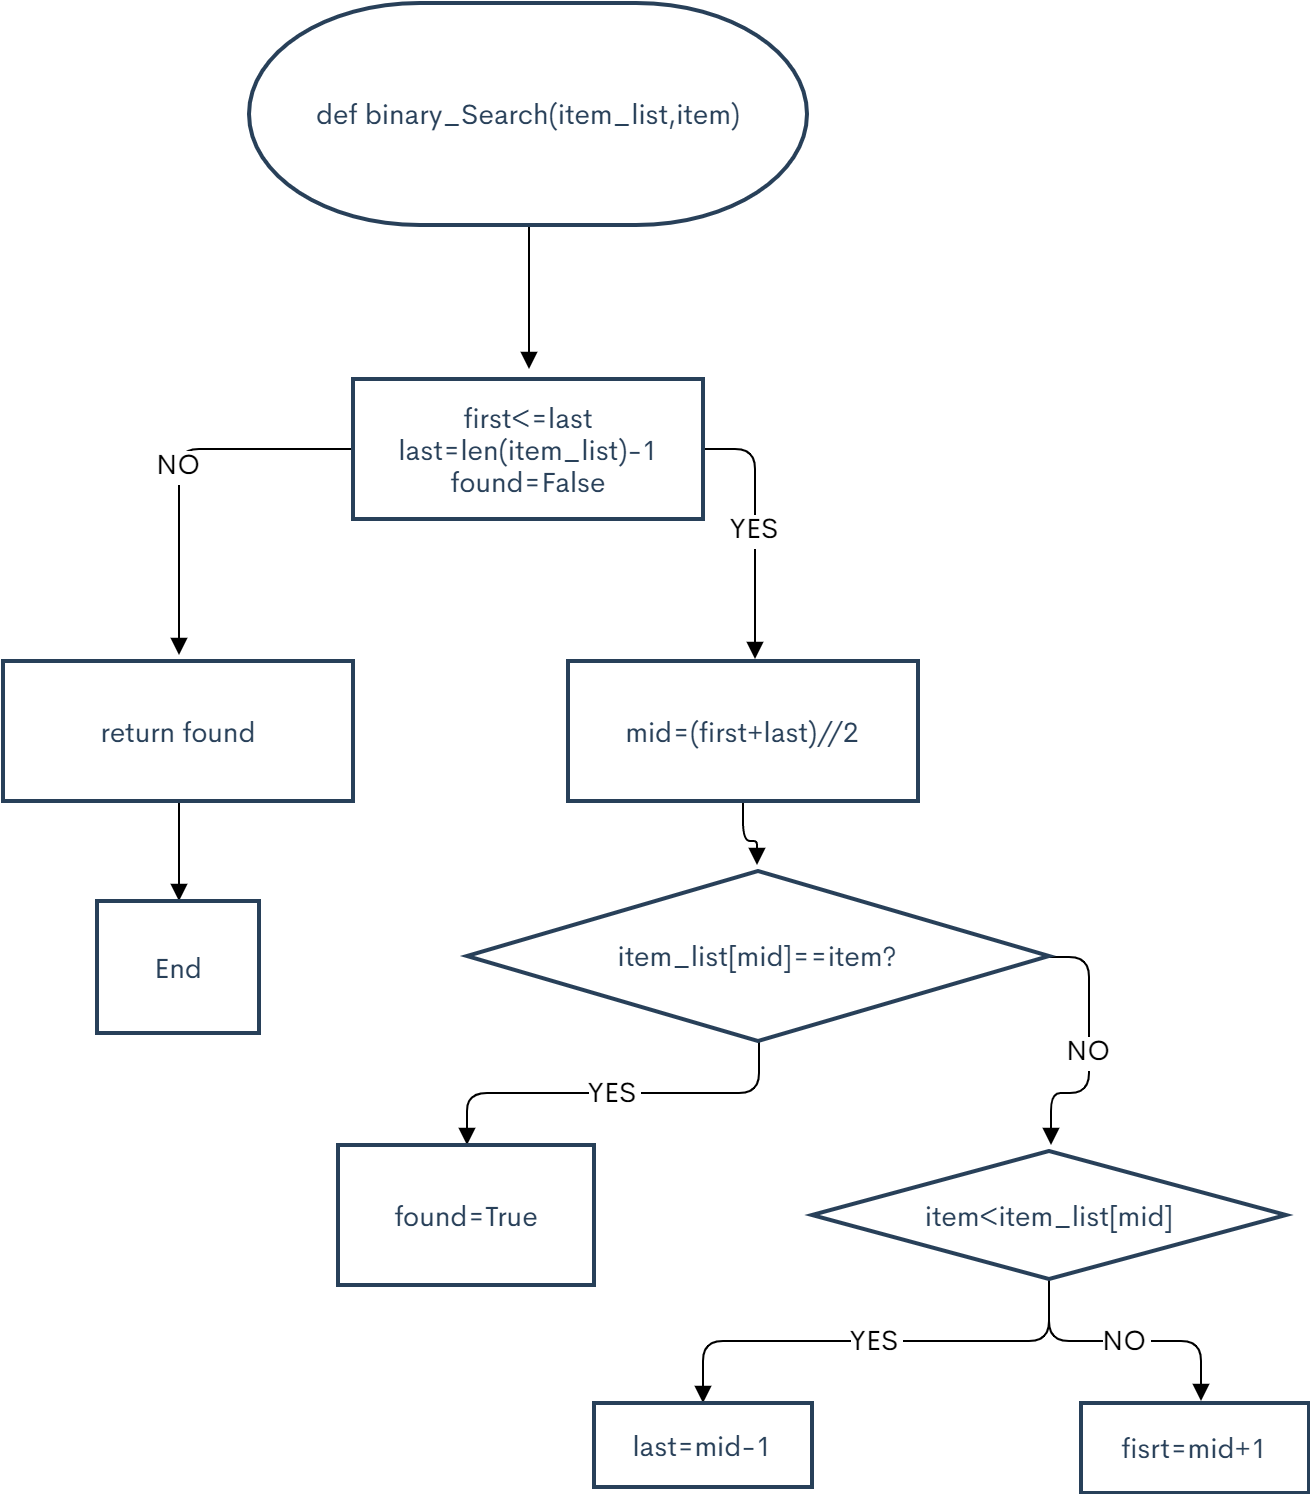 def binary_Search(item_list,item)
first<=last
last=len(item_list)-1
found=False
NO
YES
return found
mid=(first+last)//2
item_list[mid]==item?
End
NO
YES
found=True
item<item_list[mid]
YES
NO
last=mid-1
fisrt=mid+1